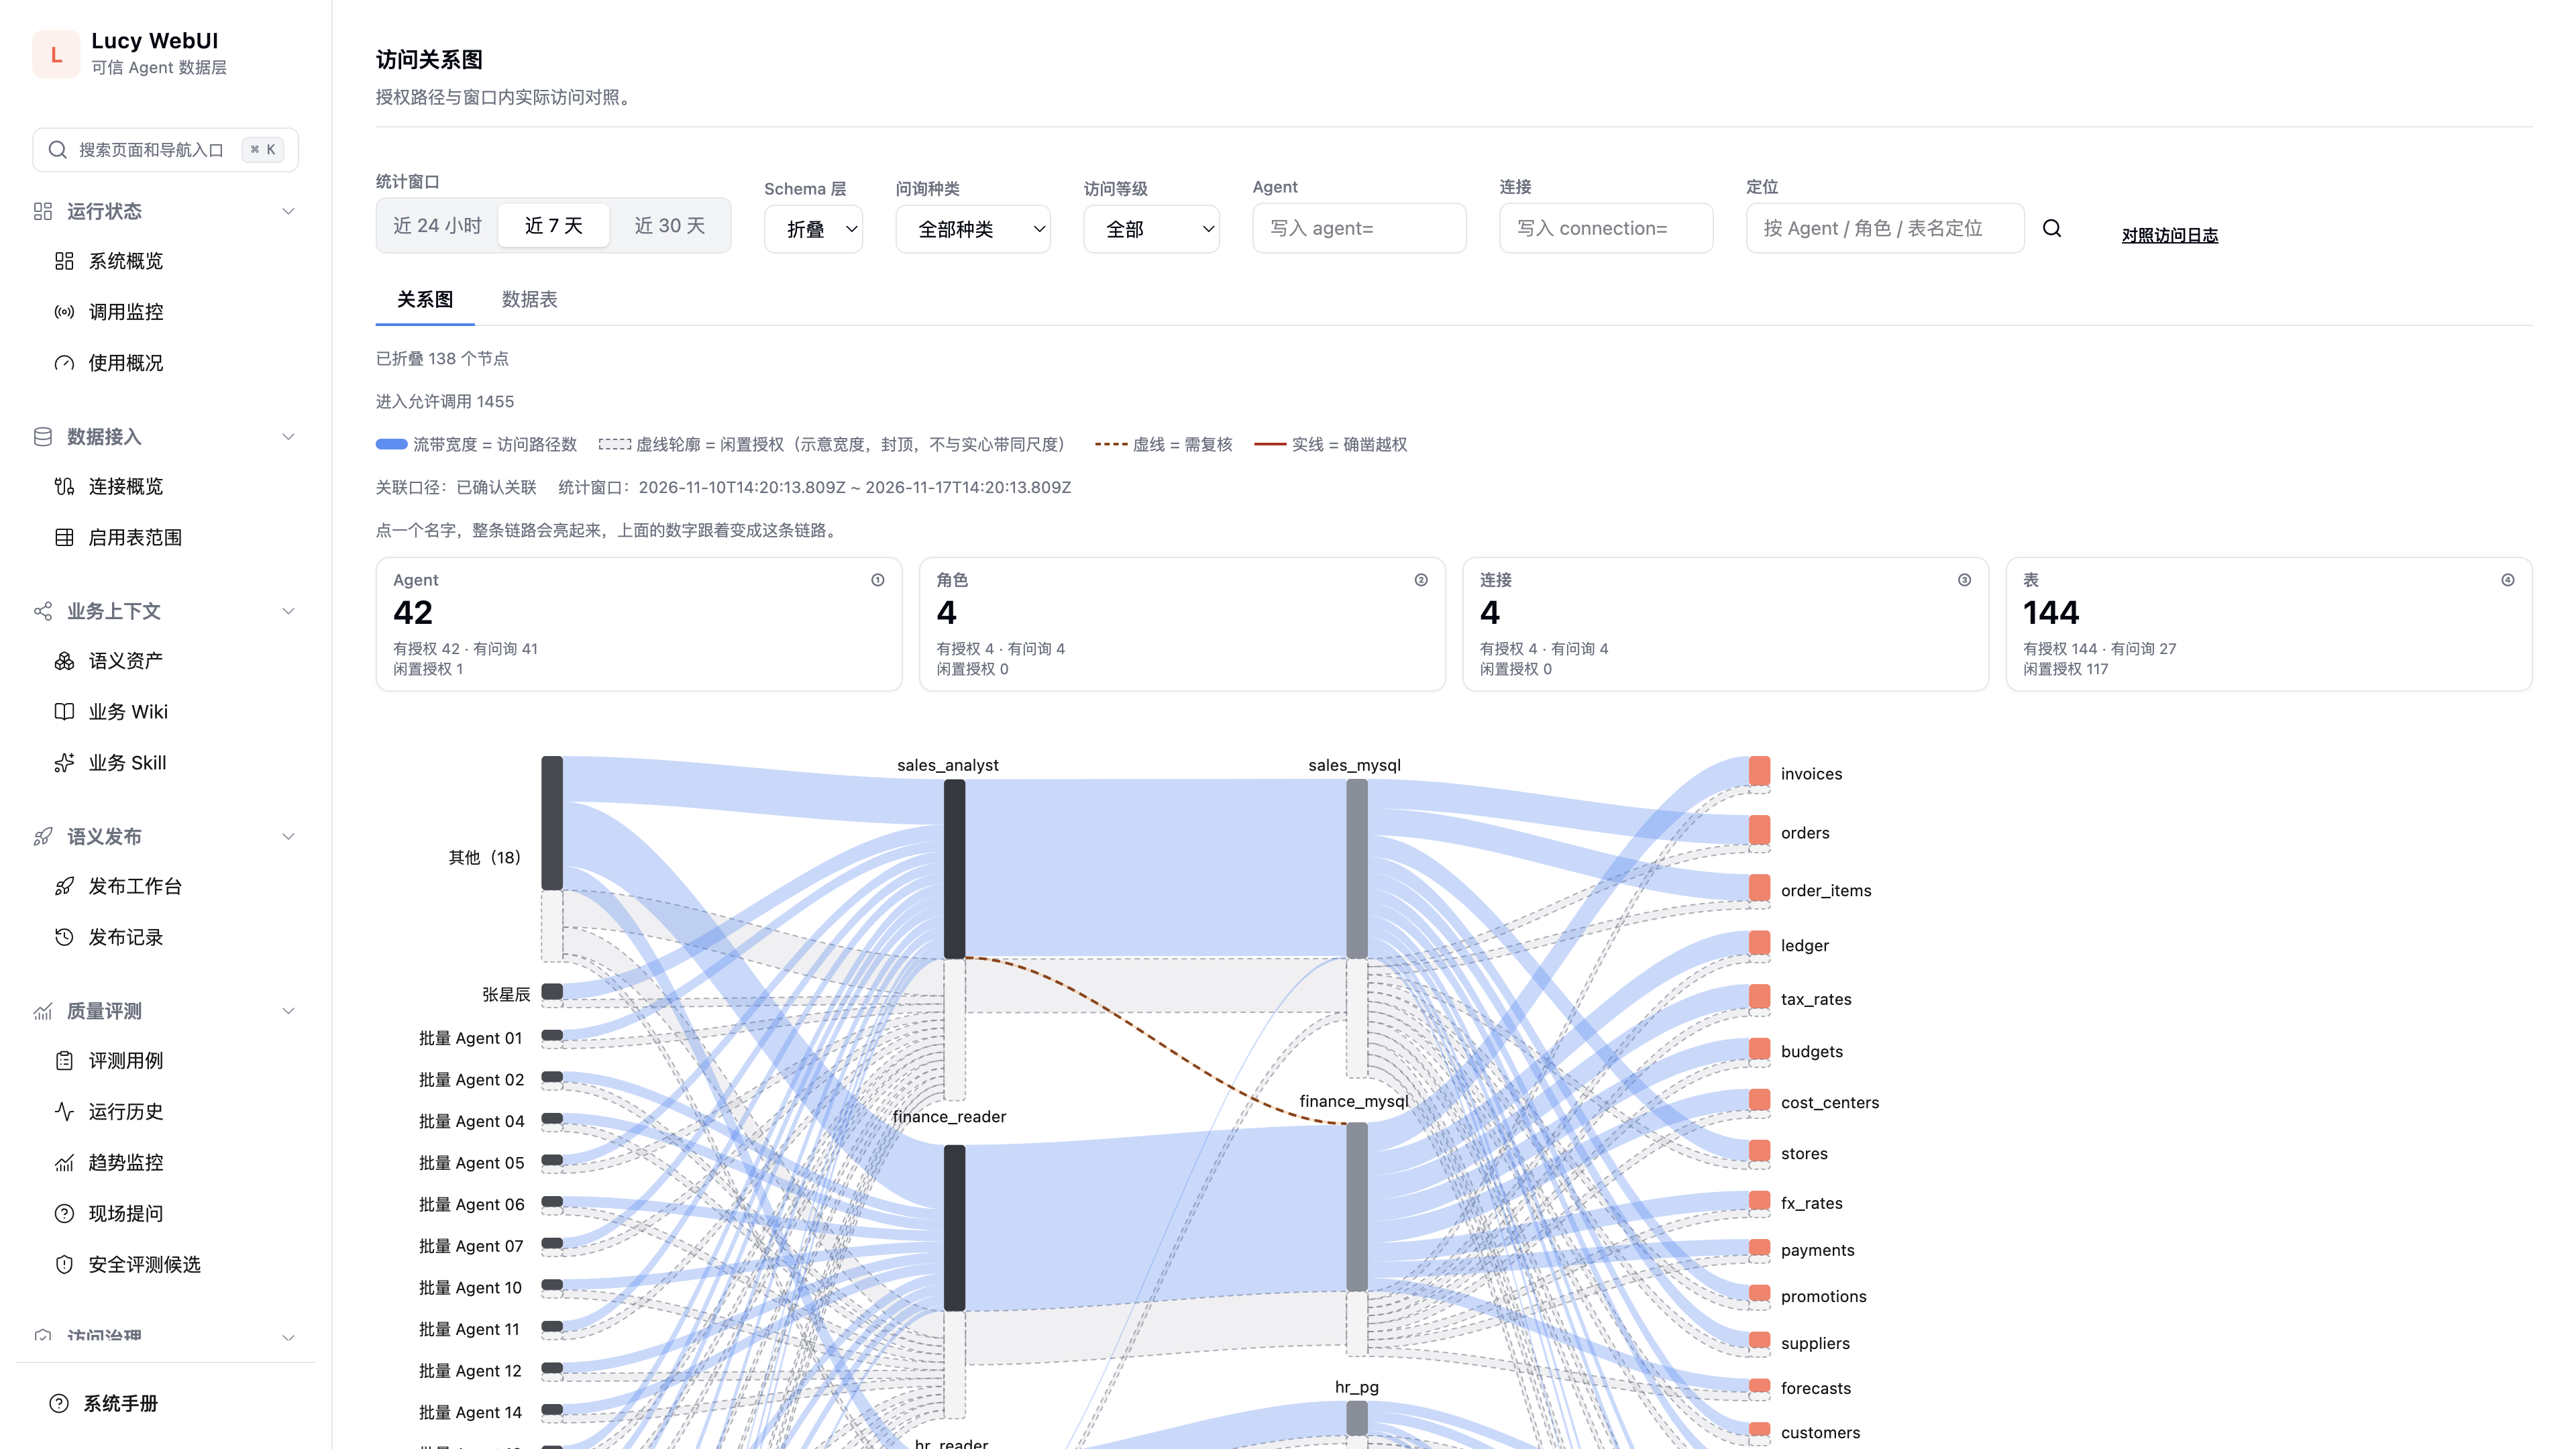 L
Lucy WebUI
可信 Agent 数据层
搜索页面和导航入口
⌘ K
运行状态
系统概览
调用监控
使用概况
数据接入
连接概览
启用表范围
业务上下文
语义资产
业务 Wiki
业务 Skill
语义发布
发布工作台
发布记录
质量评测
评测用例
运行历史
趋势监控
现场提问
安全评测候选
访问治理
系统手册
访问关系图
授权路径与窗口内实际访问对照。
统计窗口
近 24 小时
近 7 天
近 30 天
Schema 层
折叠
问询种类
全部种类
访问等级
全部
Agent
写入 agent=
连接
写入 connection=
定位
按 Agent / 角色 / 表名定位
对照访问日志
关系图
数据表
已折叠 138 个节点
进入允许调用 1455
流带宽度 = 访问路径数
虚线轮廓 = 闲置授权（示意宽度，封顶，不与实心带同尺度）
虚线 = 需复核
实线 = 确凿越权
关联口径：已确认关联
统计窗口：2026-11-10T14:20:13.809Z ~ 2026-11-17T14:20:13.809Z
点一个名字，整条链路会亮起来，上面的数字跟着变成这条链路。
Agent
①
42
有授权 42 · 有问询 41
闲置授权 1
角色
②
4
有授权 4 · 有问询 4
闲置授权 0
连接
③
4
有授权 4 · 有问询 4
闲置授权 0
表
④
144
有授权 144 · 有问询 27
闲置授权 117
其他（18）
张星辰
批量 Agent 01
批量 Agent 02
批量 Agent 04
批量 Agent 05
批量 Agent 06
批量 Agent 07
批量 Agent 10
批量 Agent 11
批量 Agent 12
批量 Agent 14
sales_analyst
finance_reader
hr_reader
sales_mysql
finance_mysql
hr_pg
invoices
orders
order_items
ledger
tax_rates
budgets
cost_centers
stores
fx_rates
payments
promotions
suppliers
forecasts
customers